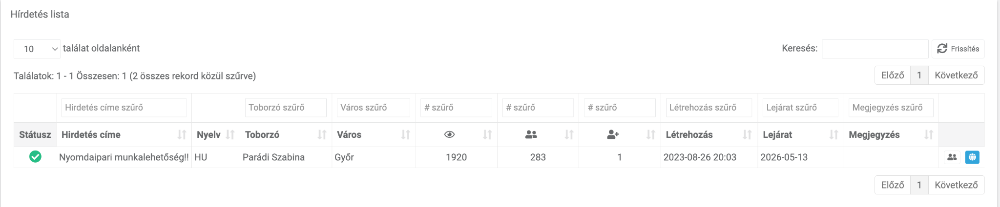 Hírdetés lista
10 találat oldalanként Keresés: Frissítés
Találatok: 1 - 1 Összesen: 1 (2 összes rekord közül szűrve) Előző 1 Következő
Hirdetés címe szűrő Toborzó szűrő Város szűrő # szűrő # szűrő # szűrő Létrehozás szűrő Lejárat szűrő Megjegyzés szűrő
Státusz Hirdetés címe Nyelv Toborzó Város Létrehozás Lejárat Megjegyzés
Nyomdaipari munkalehetőség!! HU Parádi Szabina Győr 1920 283 1 2023-08-26 20:03 2026-05-13
Előző 1 Következő